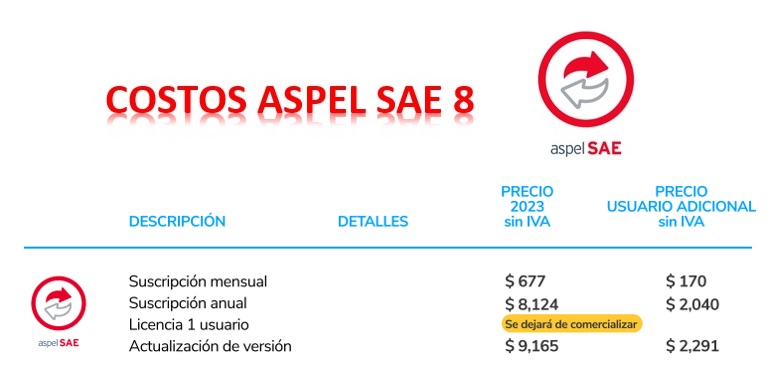 COSTOS ASPEL SAE 8
aspel SAE
PRECIO 2023 sin IVA
PRECIO USUARIO ADICIONAL sin IVA
DESCRIPCIÓN DETALLES
Suscripción mensual $ 677 $ 170
Suscripción anual $ 8,124 $ 2,040
Licencia 1 usuario Se dejará de comercializar
Actualización de versión $ 9,165 $ 2,291
aspel SAE